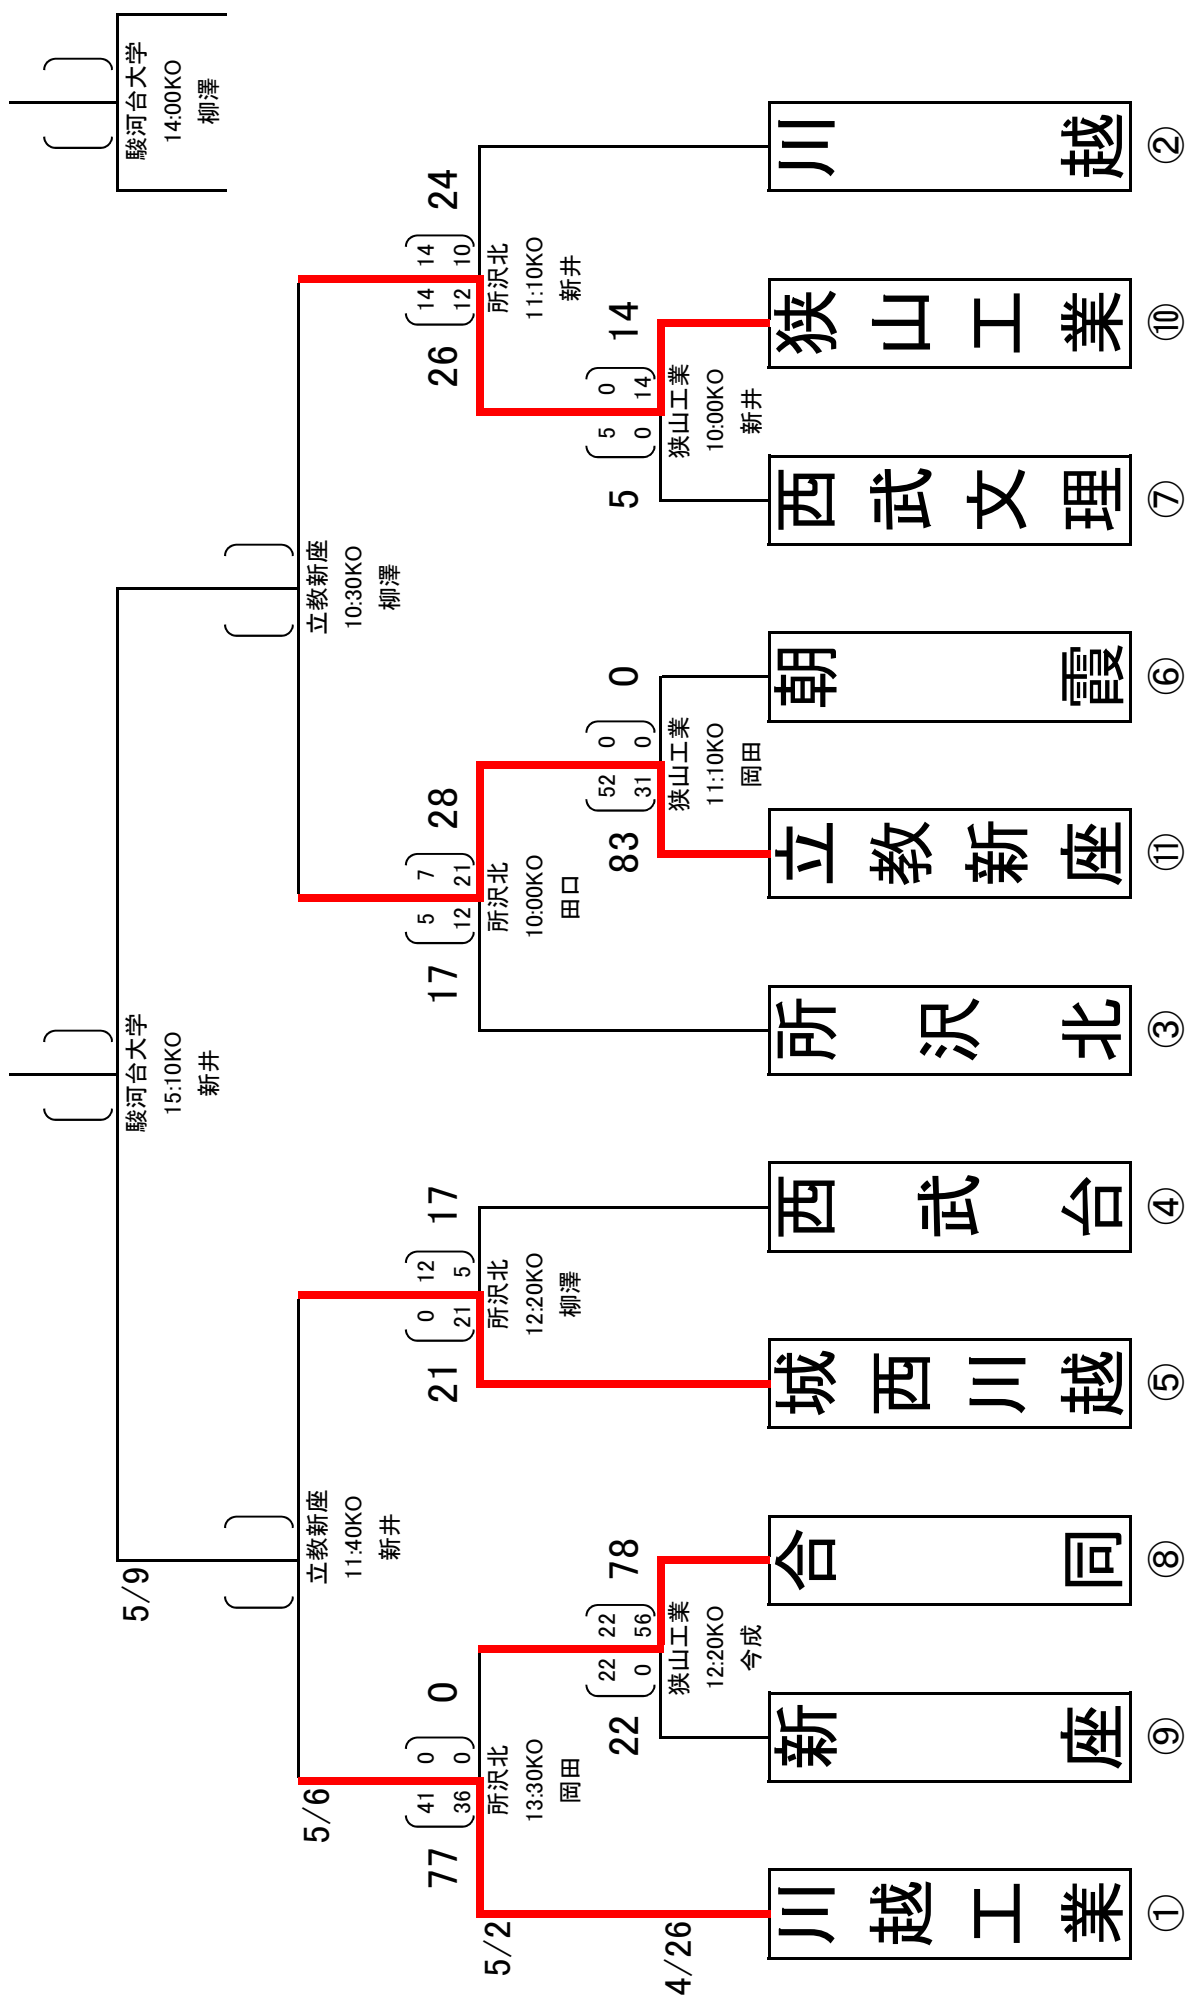 5/9
駿河台大学
15:10KO
新井
駿河台大学
14:00KO
柳澤
5/6
立教新座
11:40KO
新井
立教新座
10:30KO
柳澤
5/2
77
41 0
36 0
0
所沢北
13:30KO
岡田
21
0 12
21 5
17
所沢北
12:20KO
柳澤
17
5 7
12 21
28
所沢北
10:00KO
田口
26
14 14
12 10
24
所沢北
11:10KO
新井
4/26
22
22 22
0 56
78
狭山工業
12:20KO
今成
83
52 0
31 0
0
狭山工業
11:10KO
岡田
5
5 0
0 14
14
狭山工業
10:00KO
新井
川越工業
①
新座
⑨
合同
⑧
城西川越
⑤
西武台
④
所沢北
③
立教新座
⑪
朝霞
⑥
西武文理
⑦
狭山工業
⑩
川越
②